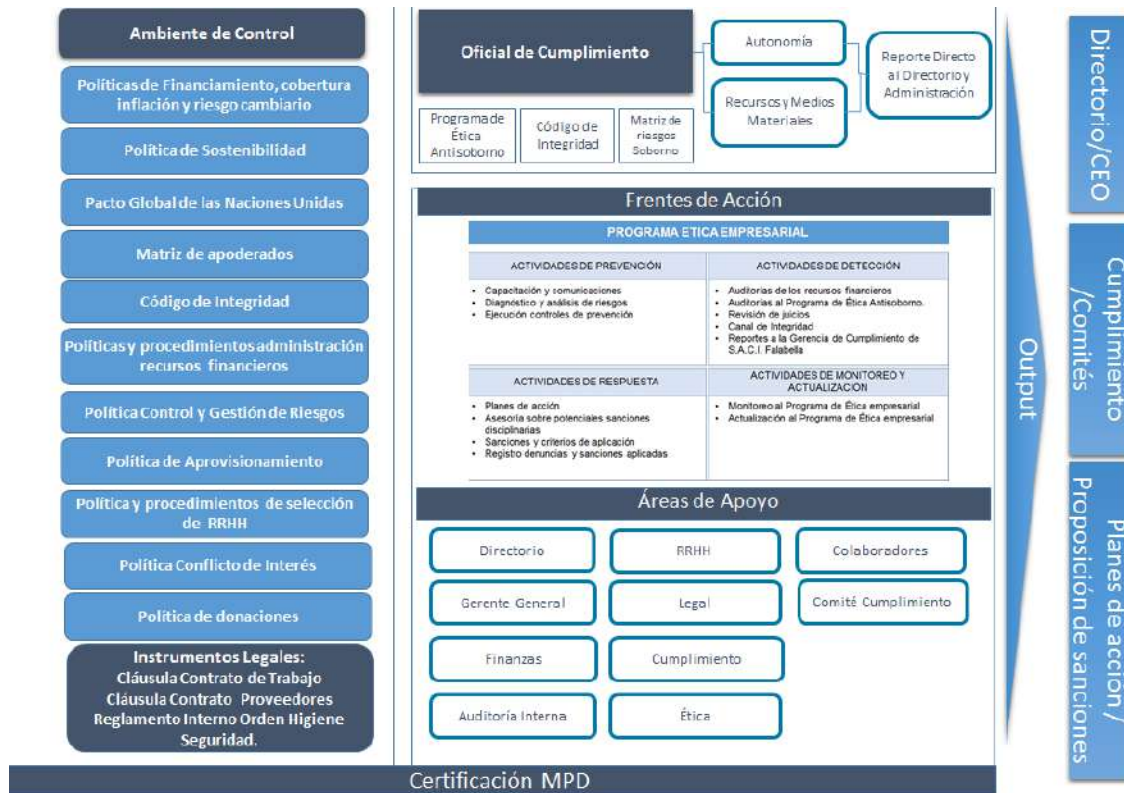 Ambiente de Control
Políticas de Financiamiento, cobertura
inflación y riesgo cambiario
Política de Sostenibilidad
Pacto Global de las Naciones Unidas
Matriz de apoderados
Código de Integridad
Políticas y procedimientos administración
recursos financieros
Política Control y Gestión de Riesgos
Política de Aprovisionamiento
Política y procedimientos de selección
de RRHH
Política Conflicto de Interés
Política de donaciones
Instrumentos Legales:
Cláusula Contrato de Trabajo
Cláusula Contrato Proveedores
Reglamento Interno Orden Higiene
Seguridad.
Oficial de Cumplimiento
Autonomía
Recursos y Medios
Materiales
Reporte Directo
al Directorio y
Administración
Programa de
Ética
Antisoborno
Código de
Integridad
Matriz de
riesgos
Soborno
Frentes de Acción
PROGRAMA ETICA EMPRESARIAL
ACTIVIDADES DE PREVENCIÓN
• Capacitación y comunicaciones
• Diagnóstico y análisis de riesgos
• Ejecución controles de prevención
ACTIVIDADES DE DETECCIÓN
• Auditorias de los recursos financieros
• Auditorias al Programa de Ética Antisoborno.
• Revisión de juicios
• Canal de Integridad
• Reportes a la Gerencia de Cumplimiento de
S.A.C.I. Falabella
ACTIVIDADES DE RESPUESTA
• Planes de acción
• Asesoría sobre potenciales sanciones
disciplinarias
• Sanciones y criterios de aplicación
• Registro denuncias y sanciones aplicadas
ACTIVIDADES DE MONITOREO Y
ACTUALIZACIÓN
• Monitoreo al Programa de Ética empresarial
• Actualización al Programa de Ética empresarial
Áreas de Apoyo
Directorio
RRHH
Colaboradores
Gerente General
Legal
Comité Cumplimiento
Finanzas
Cumplimiento
Auditoría Interna
Ética
Output
Directorio/CEO
Cumplimiento
/Comités
Planes de acción /
Proposición de sanciones
Certificación MPD